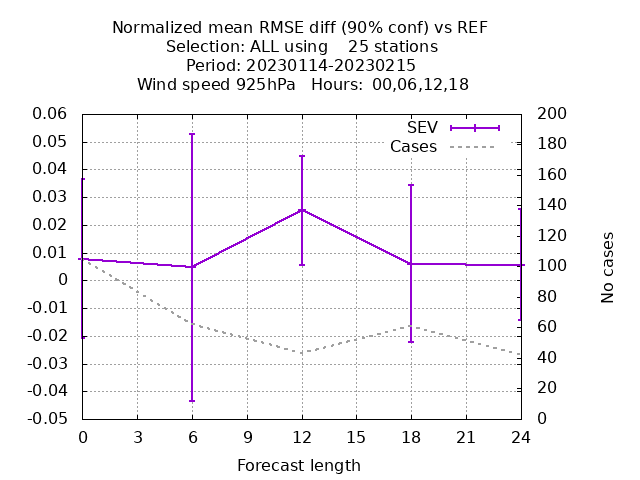 Normalized mean RMSE diff (90% conf) vs REF
Selection: ALL using    25 stations
Period: 20230114-20230215
Wind speed 925hPa   Hours:  00,06,12,18
SEV
Cases
0.06
0.05
0.04
0.03
0.02
0.01
0
-0.01
-0.02
-0.03
-0.04
-0.05
200
180
160
140
120
100
80
60
40
20
0
No cases
0 3 6 9 12 15 18 21 24
Forecast length